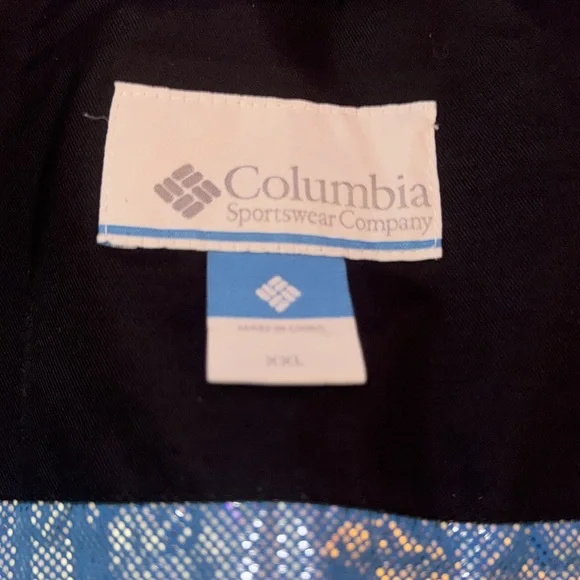 Columbia
Sportswear Company
MADE IN CHINA
XXL